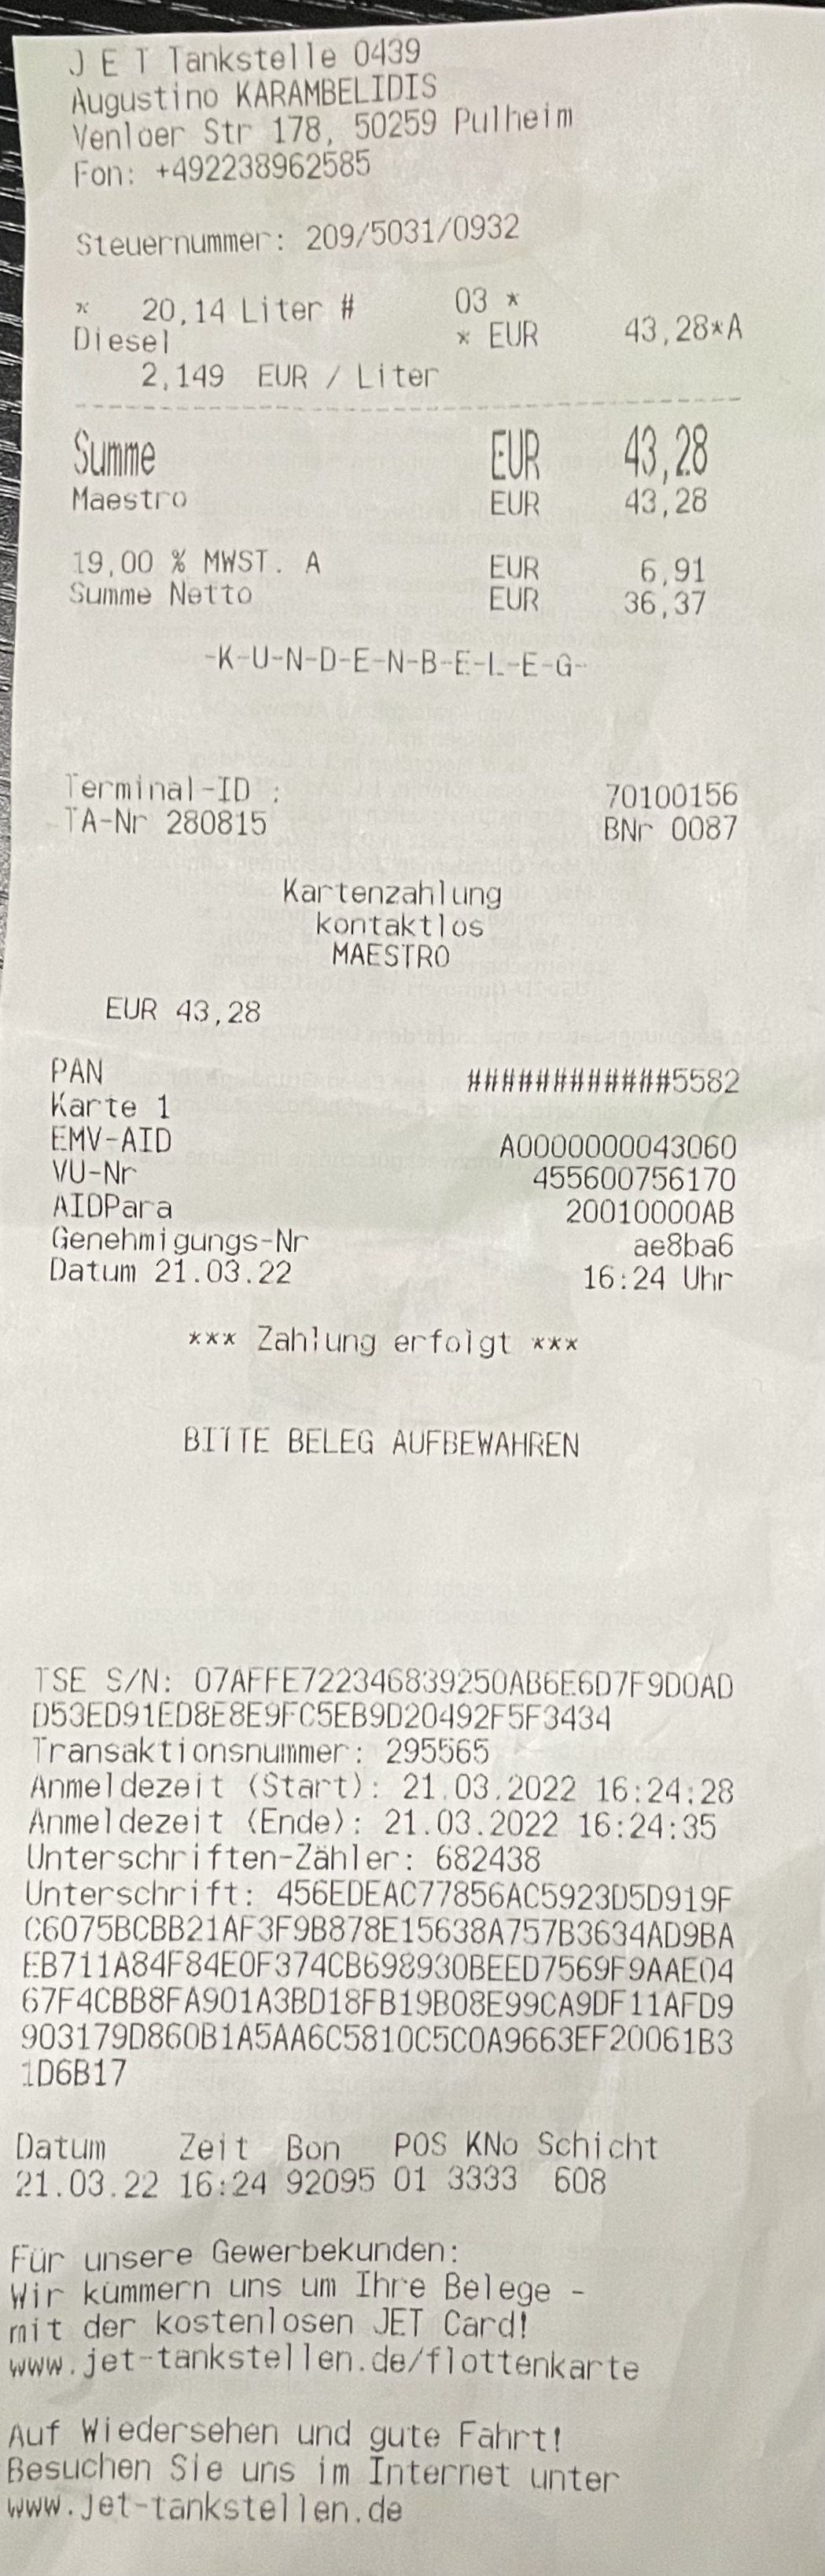 J E T Tankstelle 0439
Augustino KARAMBELIDIS
Venloer Str 178, 50259 Pulheim
Fon: +492238962585
Steuernummer: 209/5031/0932
* 20,14 Liter # 03 *
Diesel * EUR 43,28*A
2,149 EUR / Liter
Summe EUR 43,28
Maestro EUR 43,28
19,00 % MWST. A EUR 6,91
Summe Netto EUR 36,37
-K-U-N-D-E-N-B-E-L-E-G-
Terminal-ID : 70100156
TA-Nr 280815 BNr 0087
Kartenzahlung
kontaktlos
MAESTRO
EUR 43,28
PAN ############5582
Karte 1
EMV-AID A0000000043060
VU-Nr 455600756170
AIDPara 20010000AB
Genehmigungs-Nr ae8ba6
Datum 21.03.22 16:24 Uhr
*** Zahlung erfolgt ***
BITTE BELEG AUFBEWAHREN
TSE S/N: 07AFFE722346839250AB6E6D7F9D0AD
D53ED91ED8E8E9FC5EB9D20492F5F3434
Transaktionsnummer: 295565
Anmeldezeit (Start): 21.03.2022 16:24:28
Anmeldezeit (Ende): 21.03.2022 16:24:35
Unterschriften-Zähler: 682438
Unterschrift: 456EDEAC77856AC5923D5D919F
C6075BCBB21AF3F9B878E15638A757B3634AD9BA
EB711A84F84E0F374CB698930BEED7569F9AAE04
67F4CBB8FA901A3BD18FB19B08E99CA9DF11AFD9
903179D860B1A5AA6C5810C5C0A9663EF20061B3
1D6B17
Datum Zeit Bon POS KNo Schicht
21.03.22 16:24 92095 01 3333 608
Für unsere Gewerbekunden:
Wir kümmern uns um Ihre Belege -
mit der kostenlosen JET Card!
www.jet-tankstellen.de/flottenkarte
Auf Wiedersehen und gute Fahrt!
Besuchen Sie uns im Internet unter
www.jet-tankstellen.de